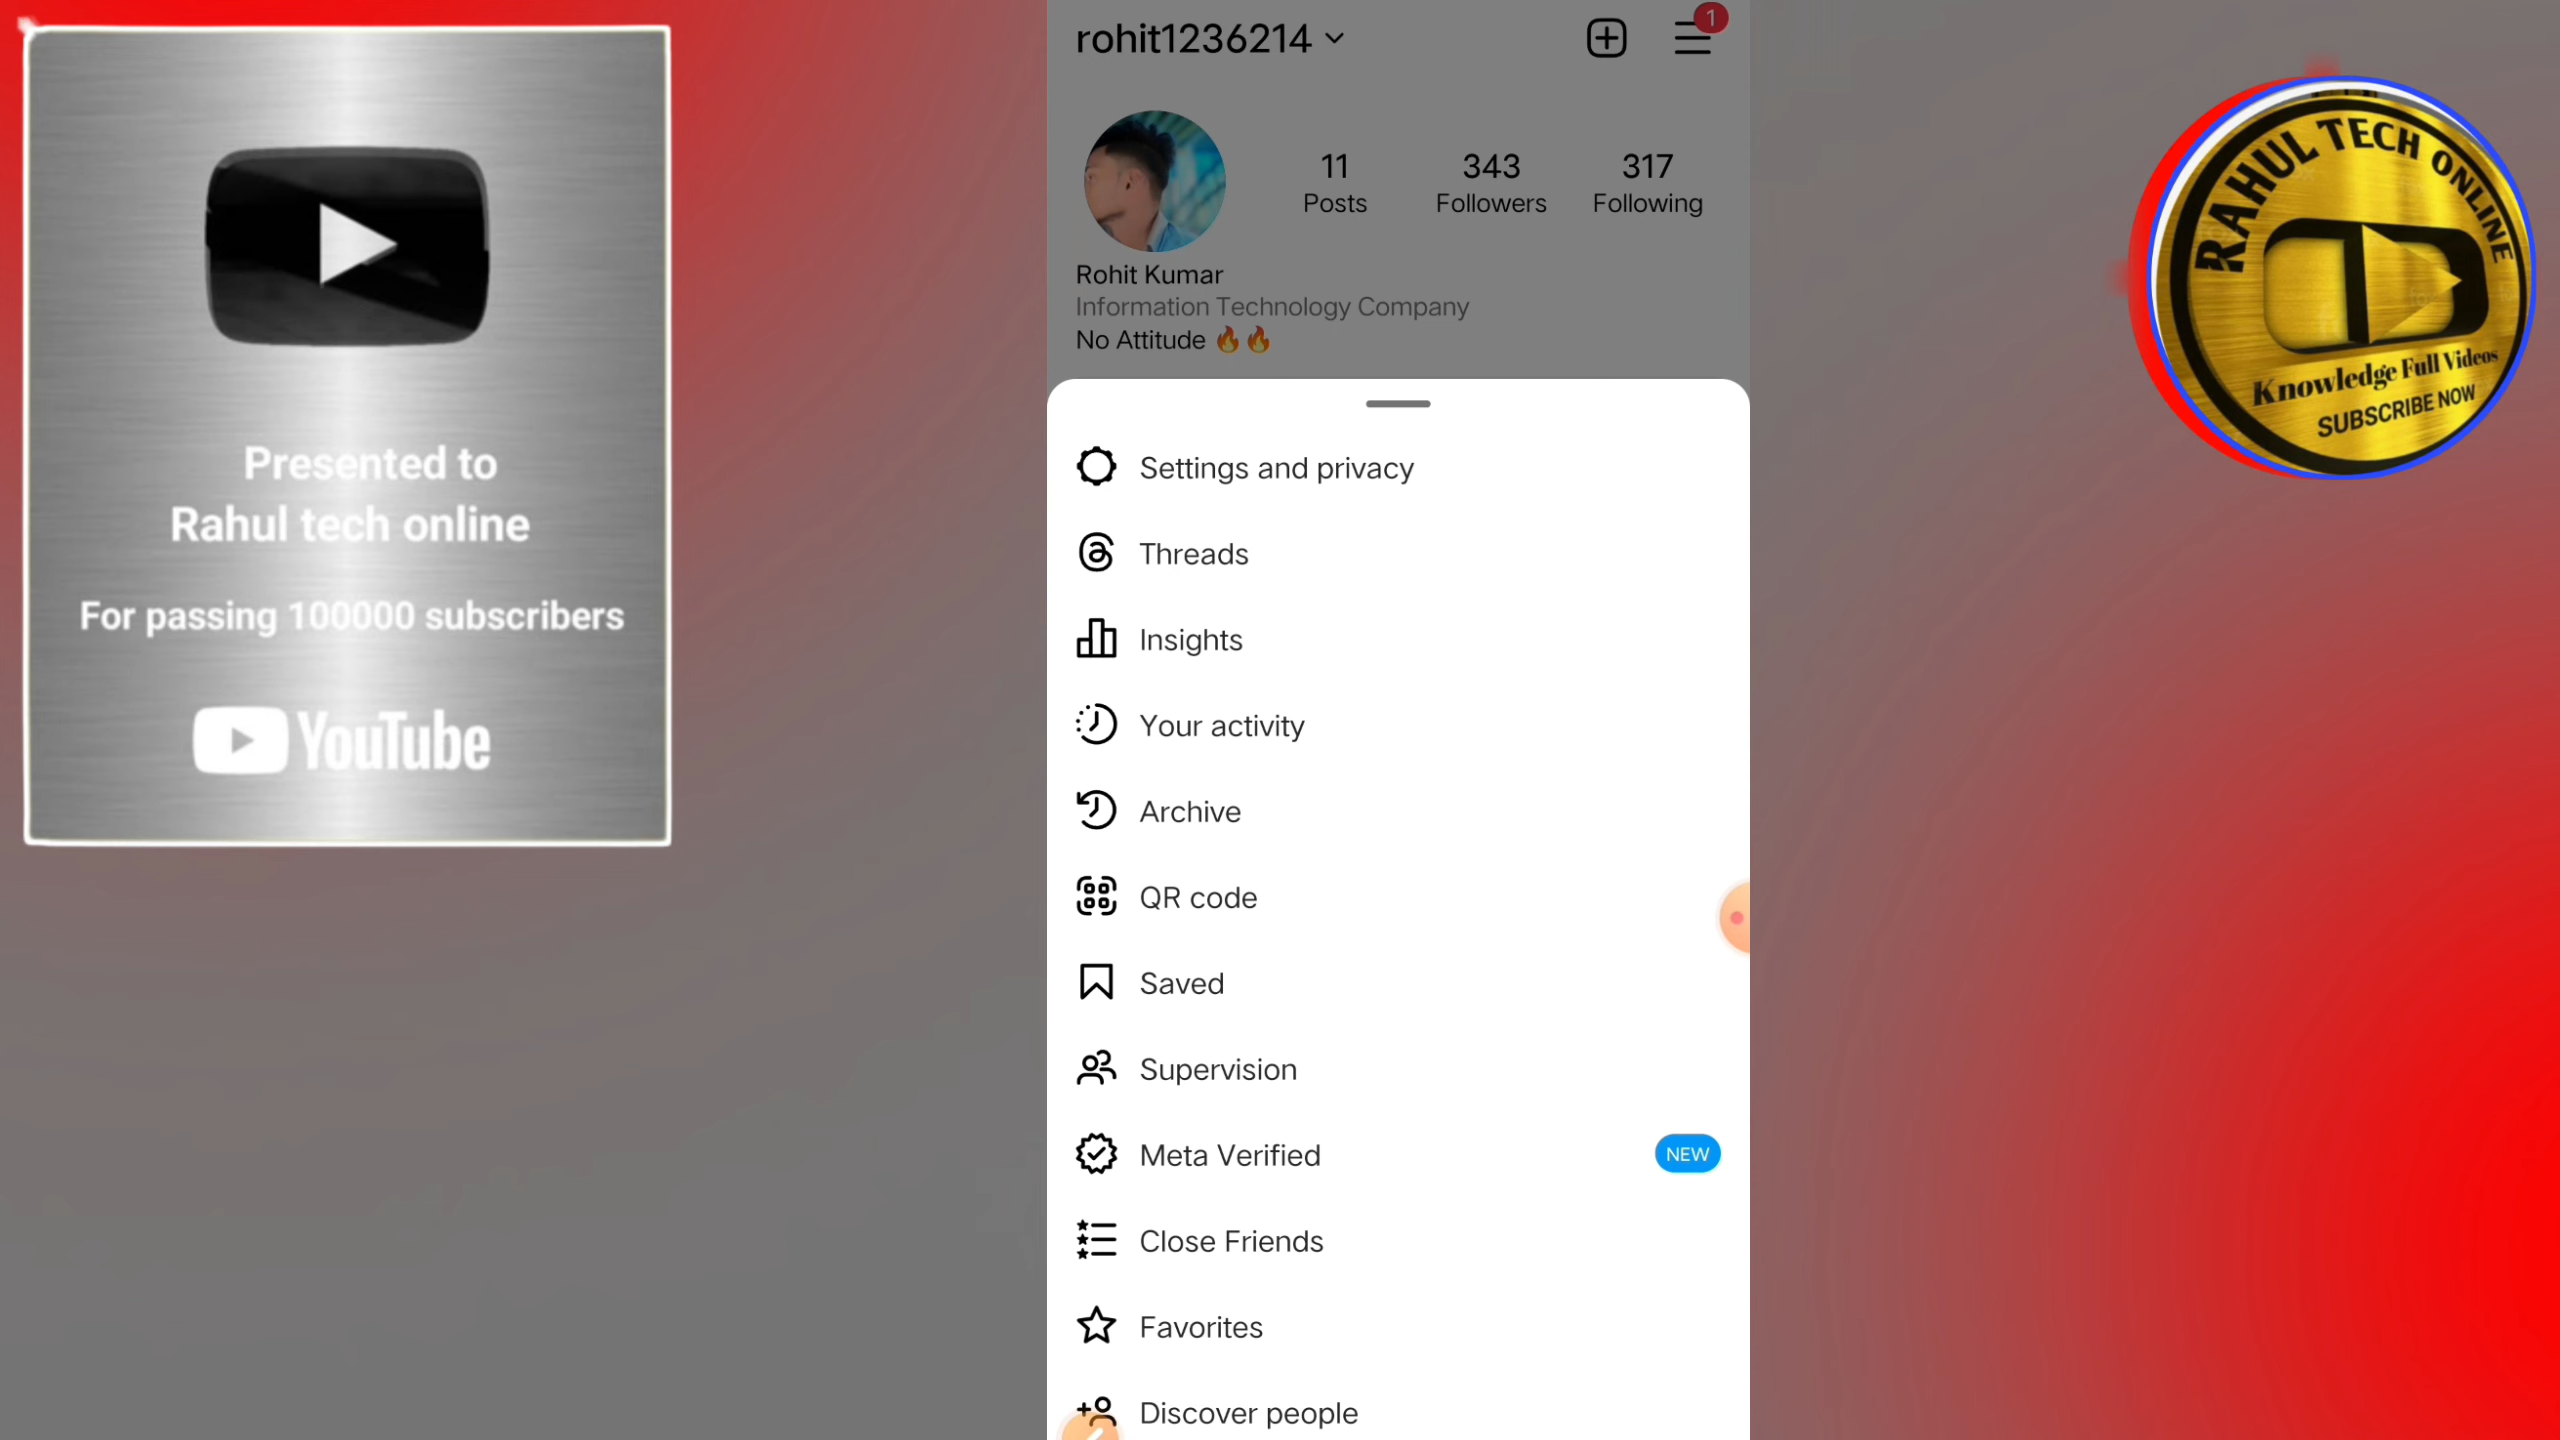 Presented to
Rahul tech online
For passing 100000 subscribers
YouTube
rohit1236214
1
11
Posts
343
Followers
317
Following
Rohit Kumar
Information Technology Company
No Attitude 🔥🔥
Settings and privacy
Threads
Insights
Your activity
Archive
QR code
Saved
Supervision
Meta Verified
NEW
Close Friends
Favorites
Discover people
RAHUL TECH ONLINE
Knowledge Full Videos
SUBSCRIBE NOW